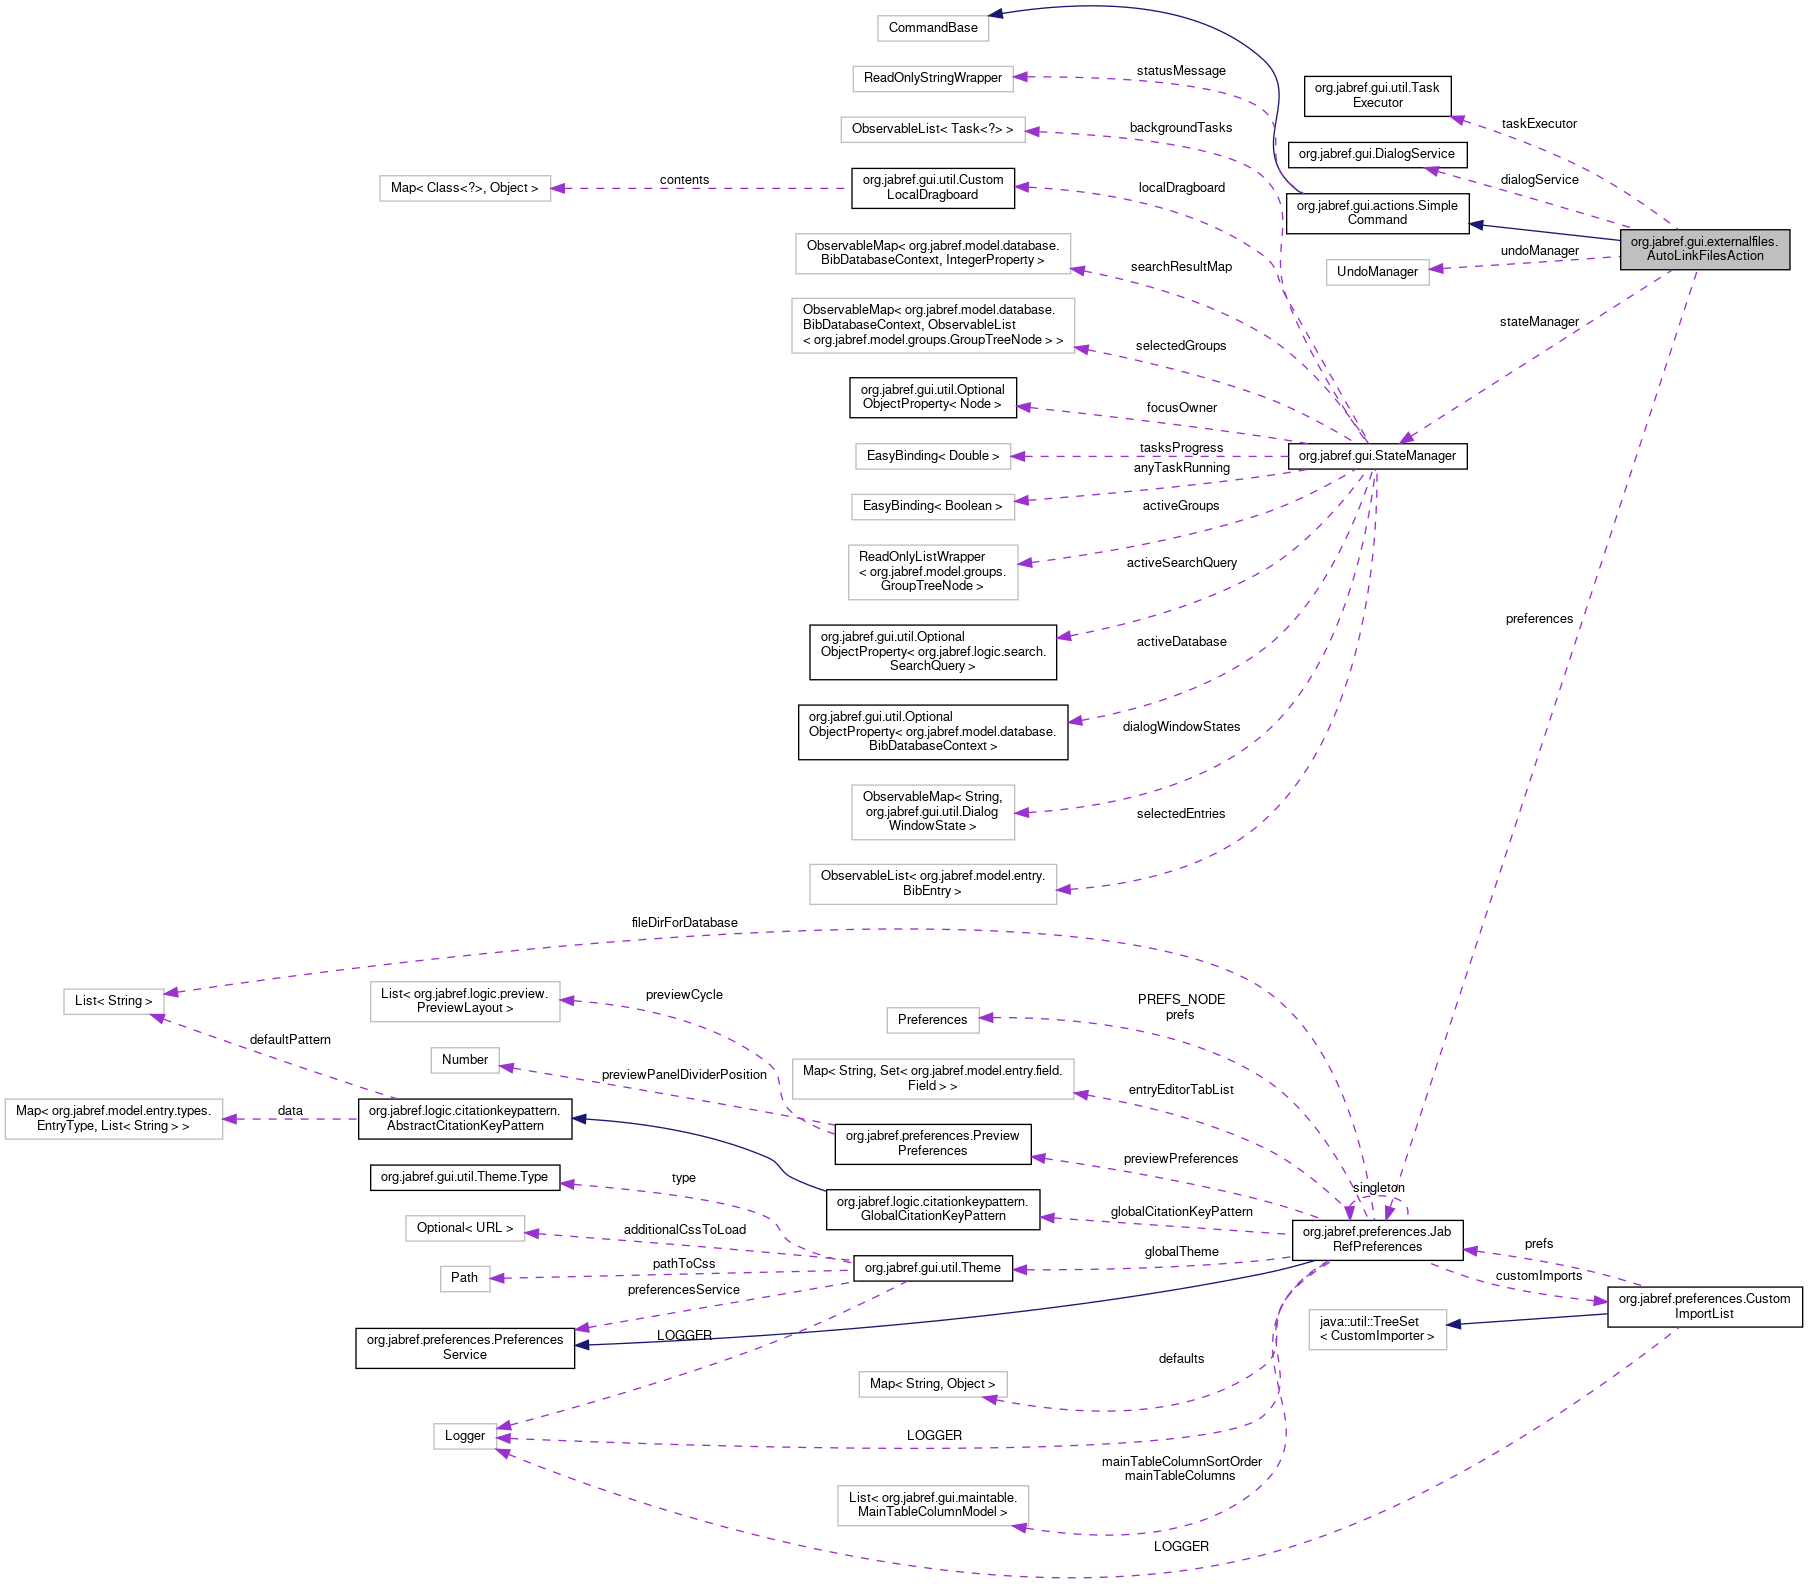 CommandBase
statusMessage
ReadOnlyStringWrapper
org.jabref.gui.util.Task
Executor
taskExecutor
backgroundTasks
ObservableList< Task<?> >
org.jabref.gui.DialogService
dialogService
Map< Class<?>, Object >
contents
org.jabref.gui.util.Custom
LocalDragboard
localDragboard
org.jabref.gui.actions.Simple
Command
org.jabref.gui.externalfiles.
AutoLinkFilesAction
undoManager
UndoManager
ObservableMap< org.jabref.model.database.
BibDatabaseContext, IntegerProperty >
searchResultMap
stateManager
ObservableMap< org.jabref.model.database.
BibDatabaseContext, ObservableList
< org.jabref.model.groups.GroupTreeNode > >
selectedGroups
org.jabref.gui.util.Optional
ObjectProperty< Node >
focusOwner
tasksProgress
EasyBinding< Double >
org.jabref.gui.StateManager
anyTaskRunning
EasyBinding< Boolean >
activeGroups
ReadOnlyListWrapper
< org.jabref.model.groups.
GroupTreeNode >
activeSearchQuery
preferences
org.jabref.gui.util.Optional
ObjectProperty< org.jabref.logic.search.
SearchQuery >
activeDatabase
org.jabref.gui.util.Optional
ObjectProperty< org.jabref.model.database.
BibDatabaseContext >
dialogWindowStates
ObservableMap< String,
org.jabref.gui.util.Dialog
WindowState >
selectedEntries
ObservableList< org.jabref.model.entry.
BibEntry >
fileDirForDatabase
List< String >
List< org.jabref.logic.preview.
PreviewLayout >
previewCycle
Preferences
PREFS_NODE
prefs
defaultPattern
Number
previewPanelDividerPosition
Map< String, Set< org.jabref.model.entry.field.
Field > >
entryEditorTabList
Map< org.jabref.model.entry.types.
EntryType, List< String > >
data
org.jabref.logic.citationkeypattern.
AbstractCitationKeyPattern
org.jabref.preferences.Preview
Preferences
previewPreferences
org.jabref.gui.util.Theme.Type
type
singleton
org.jabref.logic.citationkeypattern.
GlobalCitationKeyPattern
globalCitationKeyPattern
Optional< URL >
additionalCssToLoad
org.jabref.preferences.Jab
RefPreferences
prefs
globalTheme
Path
pathToCss
org.jabref.gui.util.Theme
customImports
preferencesService
org.jabref.preferences.Custom
ImportList
java::util::TreeSet
< CustomImporter >
org.jabref.preferences.Preferences
Service
LOGGER
defaults
Map< String, Object >
Logger
LOGGER
mainTableColumnSortOrder
mainTableColumns
List< org.jabref.gui.maintable.
MainTableColumnModel >
LOGGER